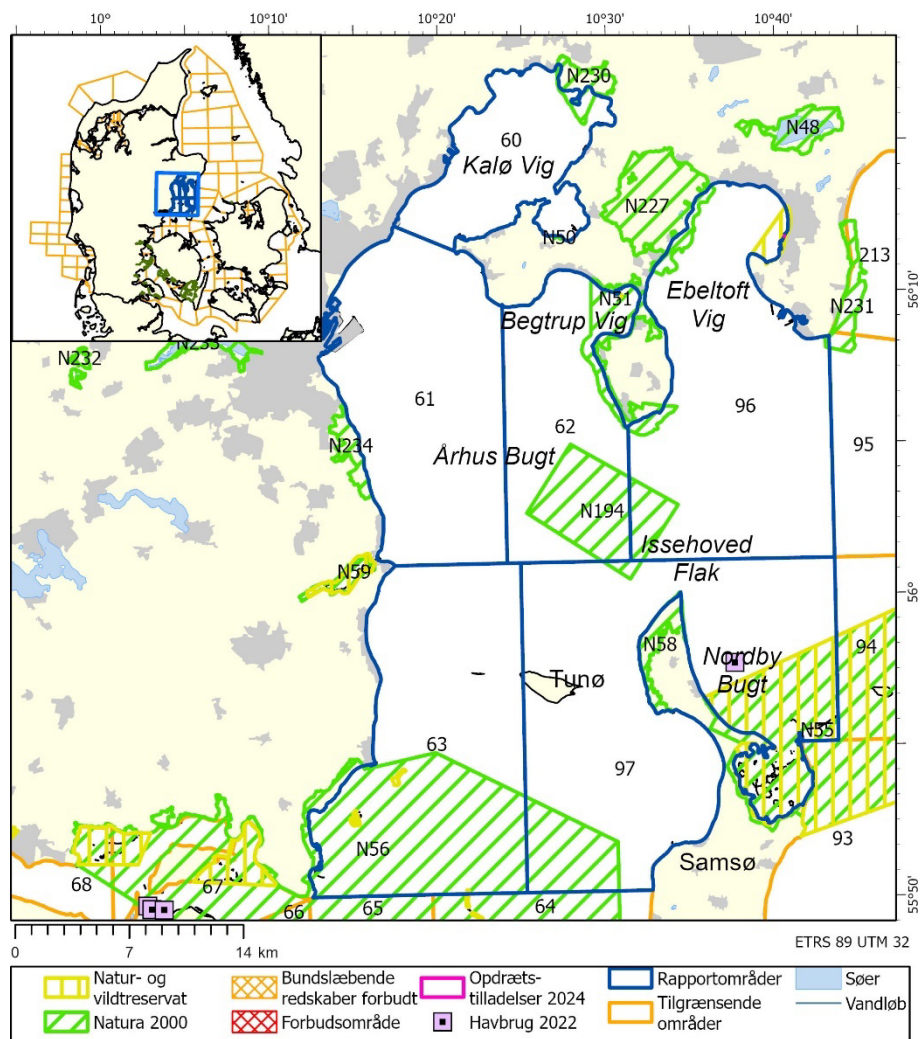 10°
10°10'
10°20'
10°30'
10°40'
N230
60
Kalø Vig
N48
N227
N50
213
56°10'
N51
Begtrup Vig
Ebeltoft
Vig
N231
N232
N233
61
96
62
95
N234
Århus Bugt
N194
Issehoved
Flak
N59
56°
N58
Nordby
Bugt
94
Tunø
N55
63
97
N56
93
Samsø
68
67
66
65
64
55°50'
0 7 14 km
ETRS 89 UTM 32
Natur- og
vildtreservat
Natura 2000
Bundslæbende
redskaber forbudt
Forbudsområde
Opdræts-
tilladelser 2024
Havbrug 2022
Rapportområder
Tilgrænsende
områder
Søer
Vandløb